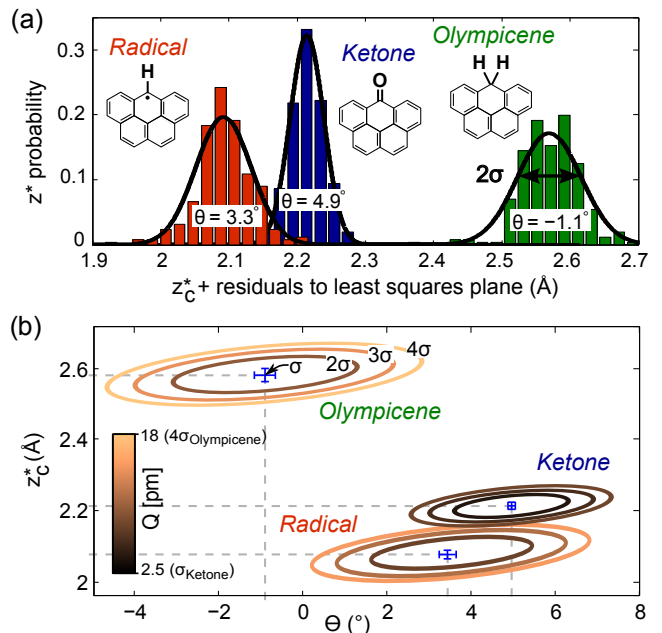 (a)
Radical
Ketone
Olympicene
H
O
H H
z* probability
0.3
0.2
0.1
0
2σ
θ = 3.3°
θ = 4.9°
θ = −1.1°
1.9 2 2.1 2.2 2.3 2.4 2.5 2.6 2.7
z*C + residuals to least squares plane (Å)
(b)
z*C (Å)
2.6
2.4
2.2
2
σ 2σ 3σ 4σ
Olympicene
Ketone
Radical
18 (4σOlympicene)
Q [pm]
2.5 (σKetone)
−4 −2 0 2 4 6 8
Θ (°)